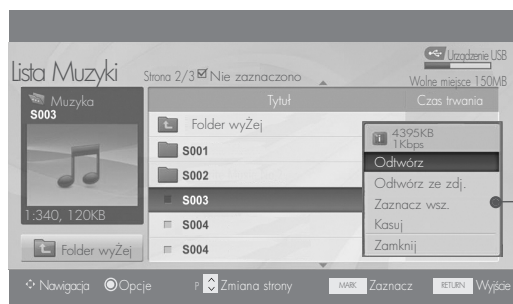 Lista Muzyki
Strona 2/3 Nie zaznaczono
Urządzenie USB
Wolne miejsce 150MB
Muzyka
S003
1:340, 120KB
Folder wyŻej
Tytuł
Czas trwania
Folder wyŻej
S001
S002
S003
S004
S004
4395KB
1Kbps
Odtwórz
Odtwórz ze zdj.
Zaznacz wsz.
Kasuj
Zamknij
Nawigacja
Opcje
P Zmiana strony
MARK Zaznacz
RETURN Wyjście